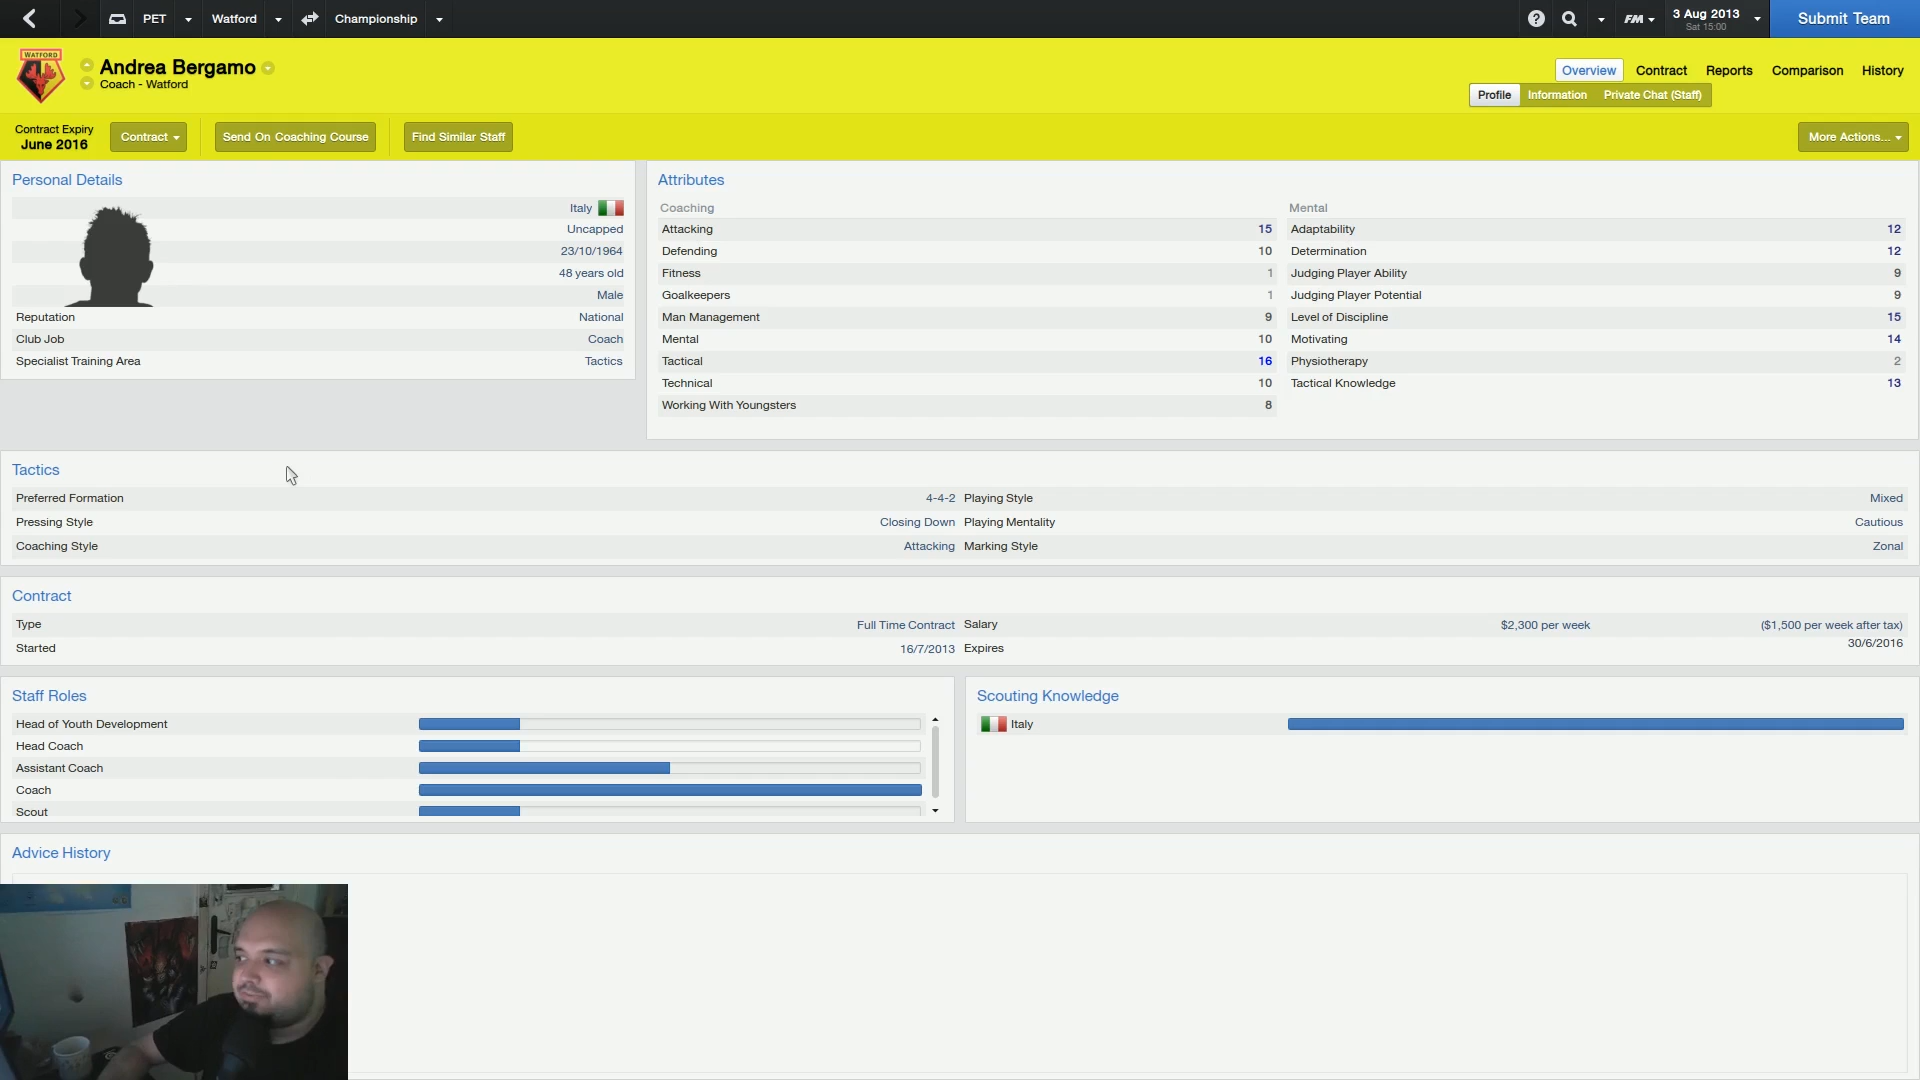 PET
Watford
Championship
3 Aug 2013
Sat 15:00
FM
Submit Team
WATFORD
Andrea Bergamo
Coach - Watford
Overview
Contract
Reports
Comparison
History
Profile
Information
Private Chat (Staff)
Contract Expiry
June 2016
Contract
Send On Coaching Course
Find Similar Staff
More Actions...
Personal Details
Italy
Uncapped
23/10/1964
48 years old
Male
Reputation National
Club Job Coach
Specialist Training Area Tactics
Attributes
Coaching
Attacking 15
Defending 10
Fitness 1
Goalkeepers 1
Man Management 9
Mental 10
Tactical 16
Technical 10
Working With Youngsters 8
Mental
Adaptability 12
Determination 12
Judging Player Ability 9
Judging Player Potential 9
Level of Discipline 15
Motivating 14
Physiotherapy 2
Tactical Knowledge 13
Tactics
Preferred Formation 4-4-2 Playing Style Mixed
Pressing Style Closing Down Playing Mentality Cautious
Coaching Style Attacking Marking Style Zonal
Contract
Type Full Time Contract Salary $2,300 per week ($1,500 per week after tax)
Started 16/7/2013 Expires 30/6/2016
Staff Roles
Head of Youth Development
Head Coach
Assistant Coach
Coach
Scout
Scouting Knowledge
Italy
Advice History